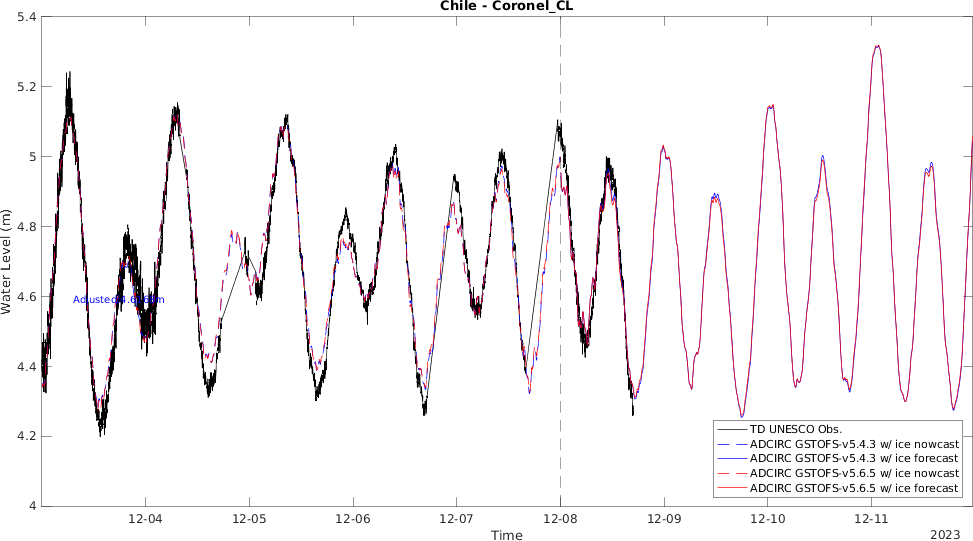 Chile - Coronel_CL
5.4
5.2
5
4.8
4.6
4.4
4.2
4
Water Level (m)
12-04
12-05
12-06
12-07
12-08
12-09
12-10
12-11
2023
Time
TD UNESCO Obs.
ADCIRC GSTOFS-v5.4.3 w/ ice nowcast
ADCIRC GSTOFS-v5.4.3 w/ ice forecast
ADCIRC GSTOFS-v5.6.5 w/ ice nowcast
ADCIRC GSTOFS-v5.6.5 w/ ice forecast